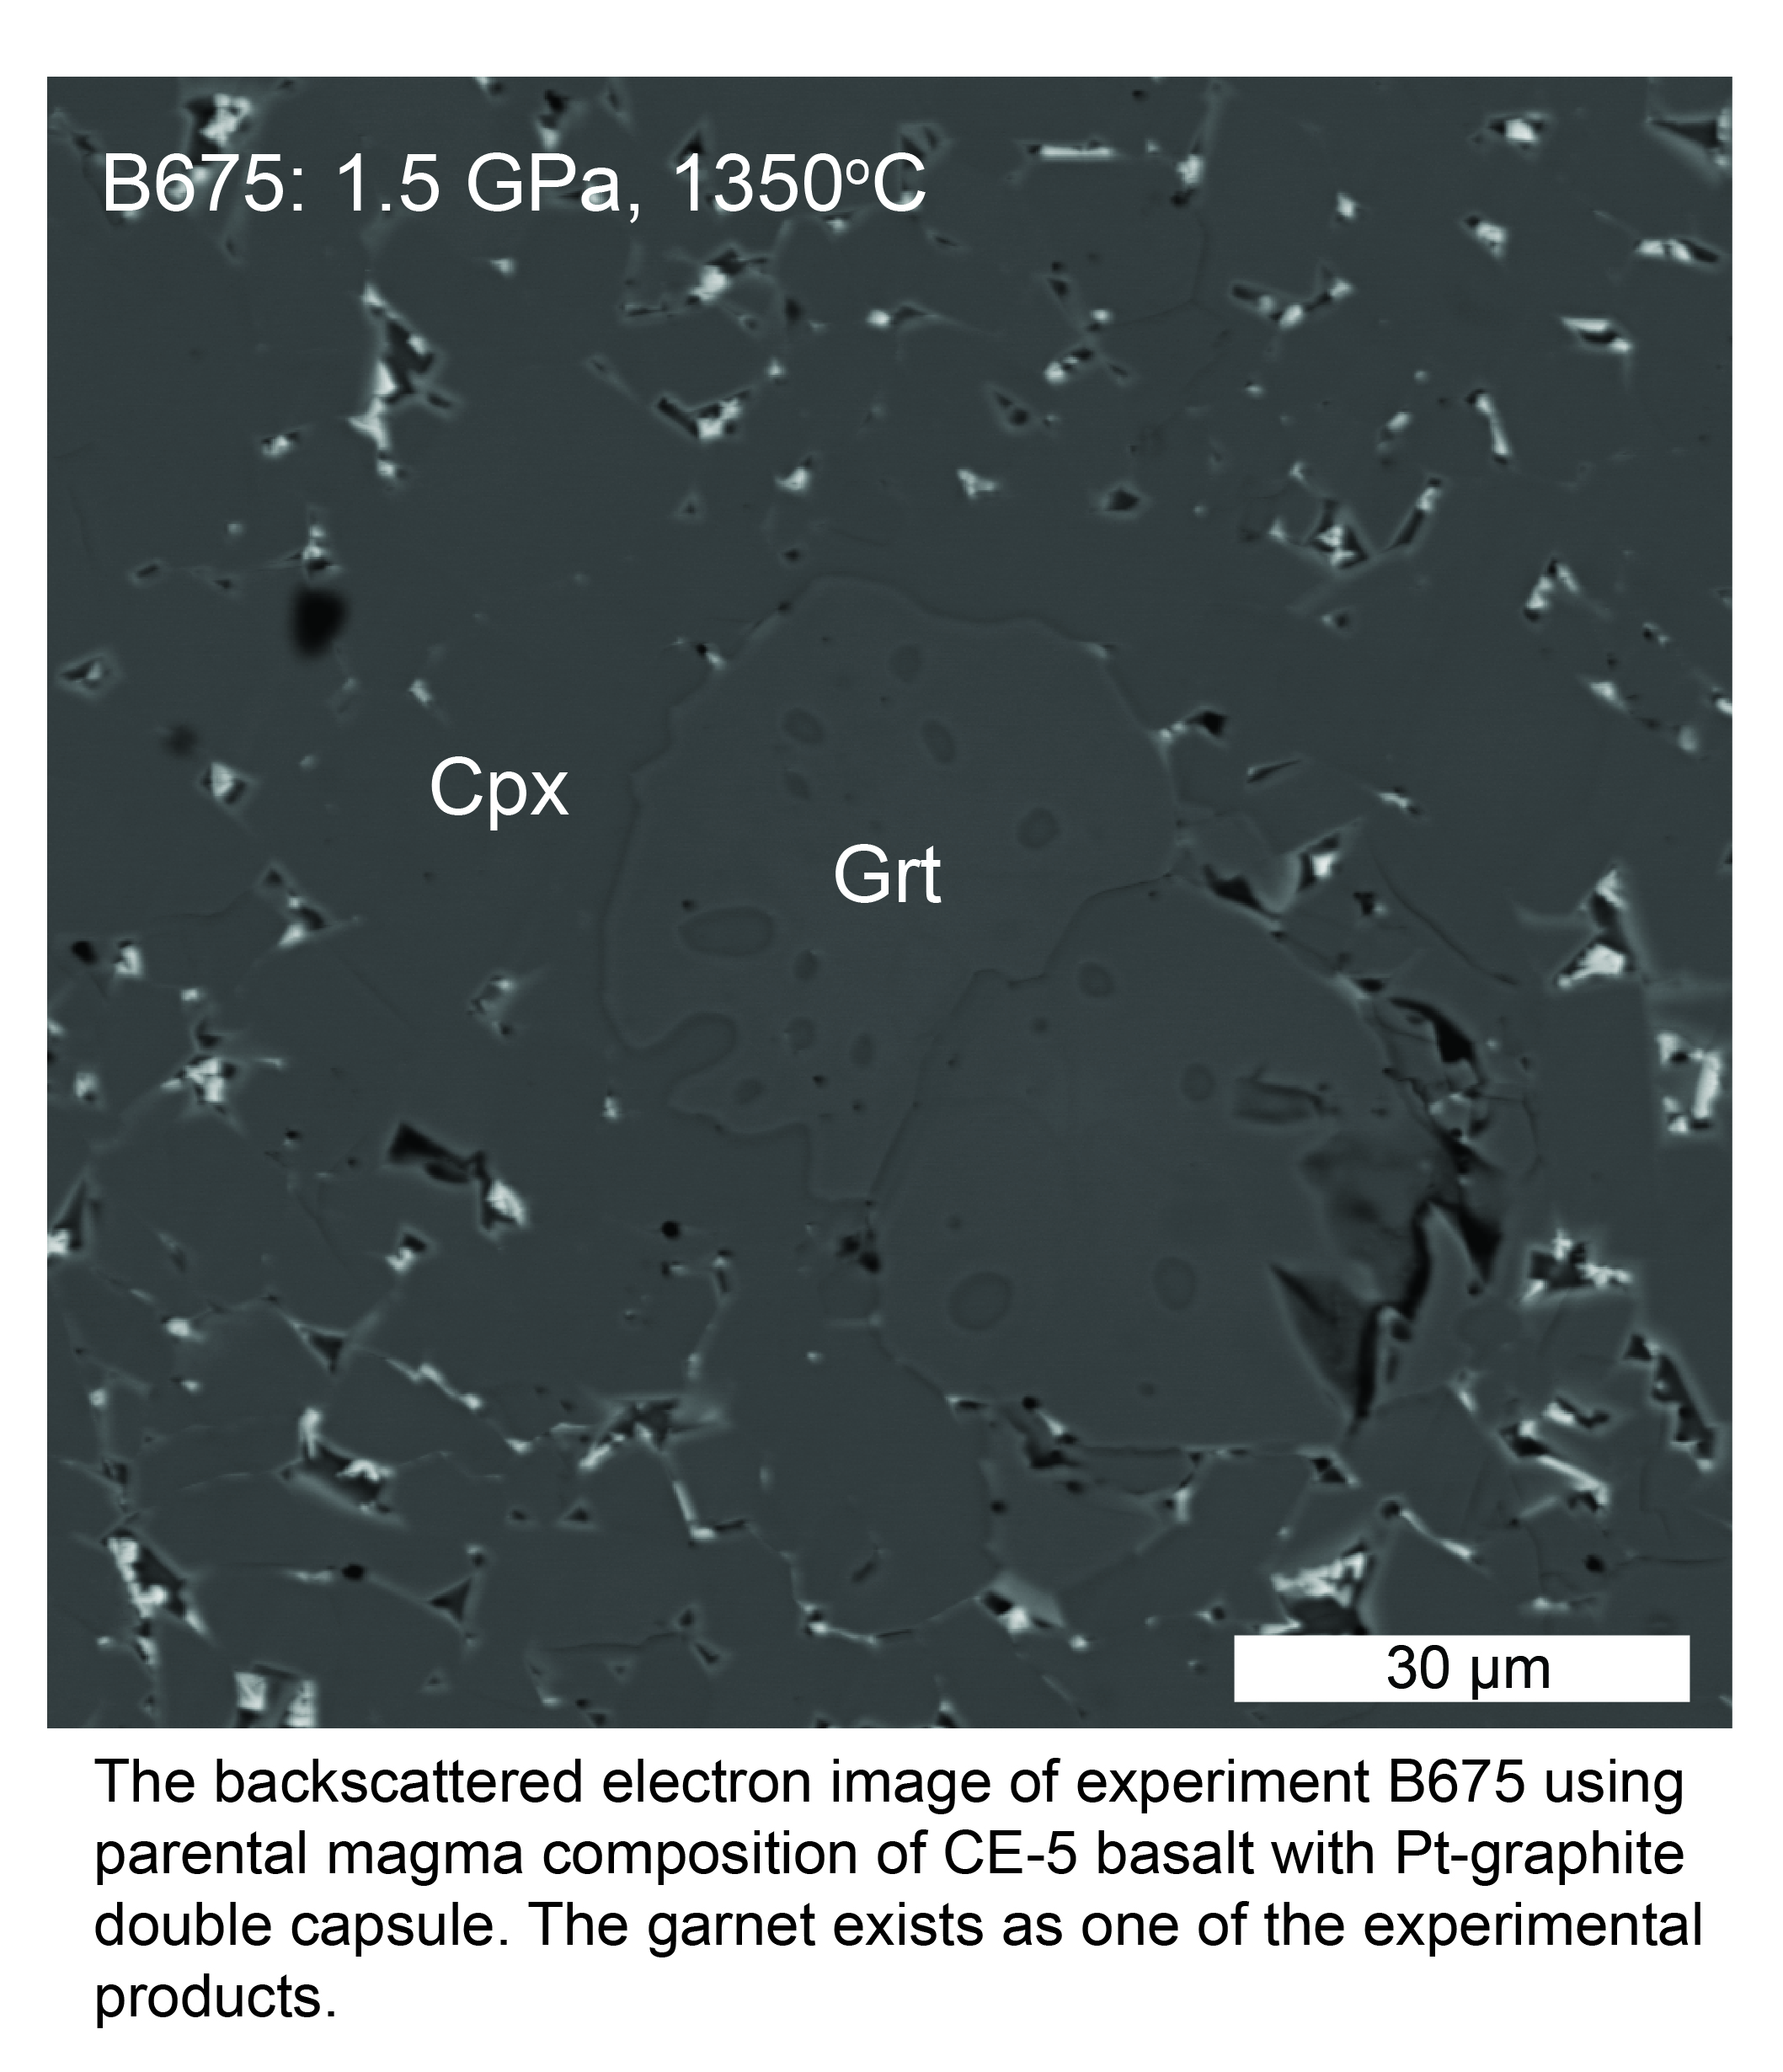 B675: 1.5 GPa, 1350°C
Cpx
Grt
30 µm
The backscattered electron image of experiment B675 using
parental magma composition of CE-5 basalt with Pt-graphite
double capsule. The garnet exists as one of the experimental
products.